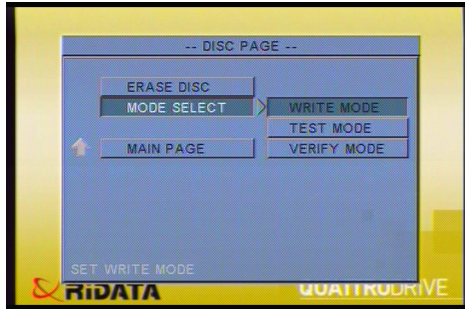 -- DISC PAGE --
ERASE DISC
MODE SELECT
WRITE MODE
TEST MODE
MAIN PAGE
VERIFY MODE
SET WRITE MODE
RiDATA
QUATTRODRIVE